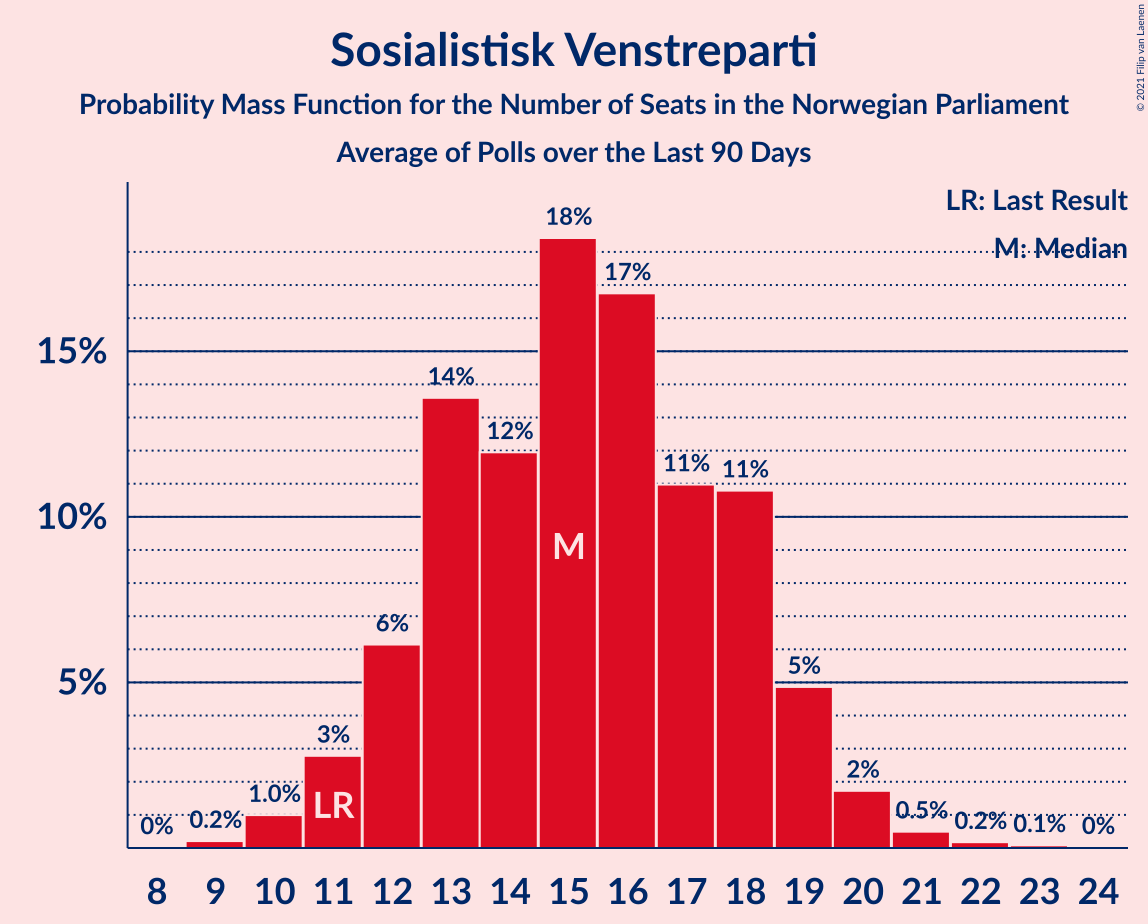 Sosialistisk Venstreparti
Probability Mass Function for the Number of Seats in the Norwegian Parliament
Average of Polls over the Last 90 Days
© 2021 Filip van Laenen
LR: Last Result
M: Median
15%
10%
5%
0%
0.2%
1.0%
3%
6%
14%
12%
18%
17%
11%
11%
5%
2%
0.5%
0.2%
0.1%
0%
LR
M
8 9 10 11 12 13 14 15 16 17 18 19 20 21 22 23 24